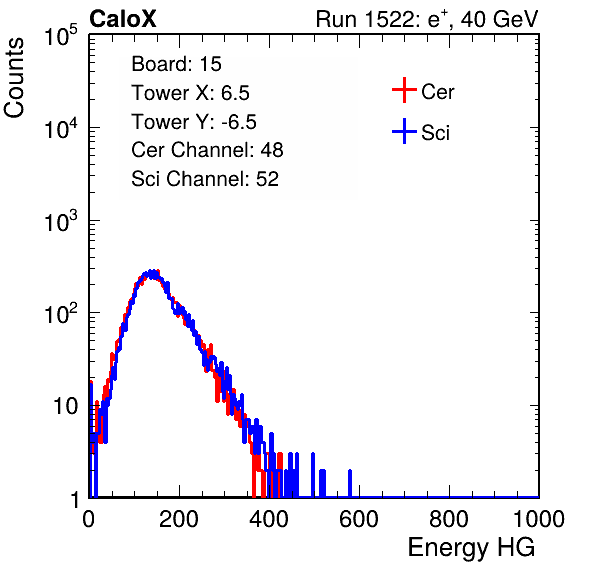 CaloX Run 1522: e⁺, 40 GeV
Counts
Board: 15
Tower X: 6.5
Tower Y: -6.5
Cer Channel: 48
Sci Channel: 52
Cer
Sci
10⁵
10⁴
10³
10²
10
1
0 200 400 600 800 1000
Energy HG